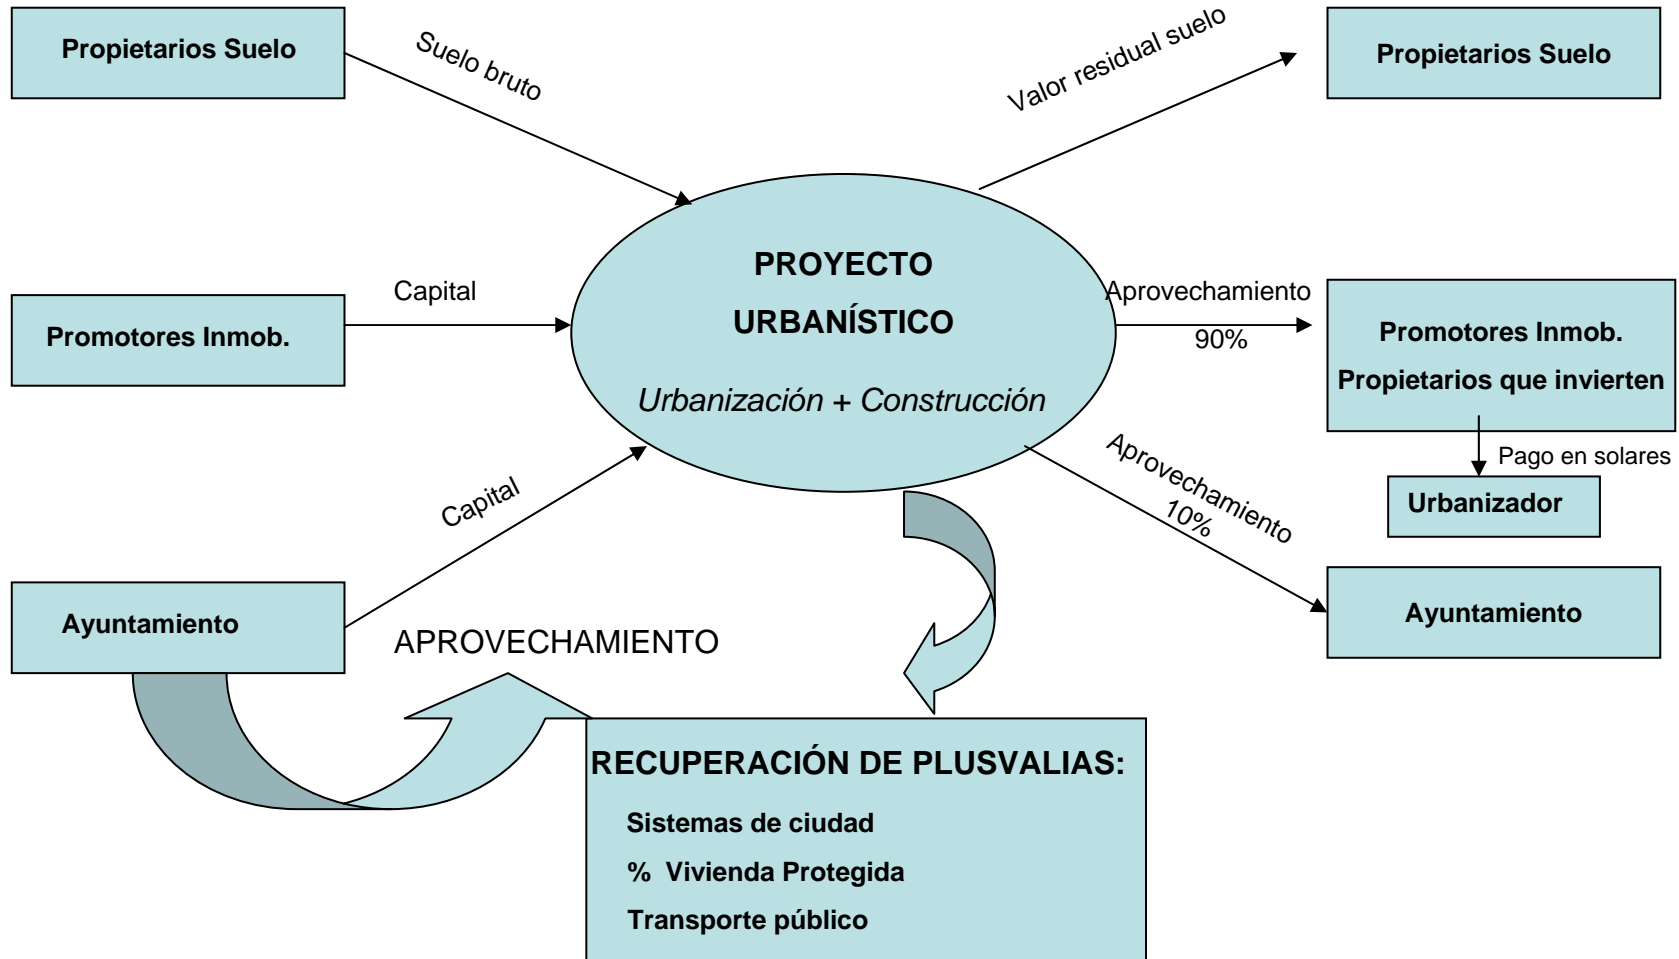 Propietarios Suelo
Suelo bruto
Valor residual suelo
Propietarios Suelo
PROYECTO
URBANÍSTICO
Urbanización + Construcción
Promotores Inmob.
Capital
Aprovechamiento
90%
Promotores Inmob.
Propietarios que invierten
Pago en solares
Urbanizador
Capital
Aprovechamiento
10%
Ayuntamiento
Ayuntamiento
APROVECHAMIENTO
RECUPERACIÓN DE PLUSVALIAS:
Sistemas de ciudad
% Vivienda Protegida
Transporte público